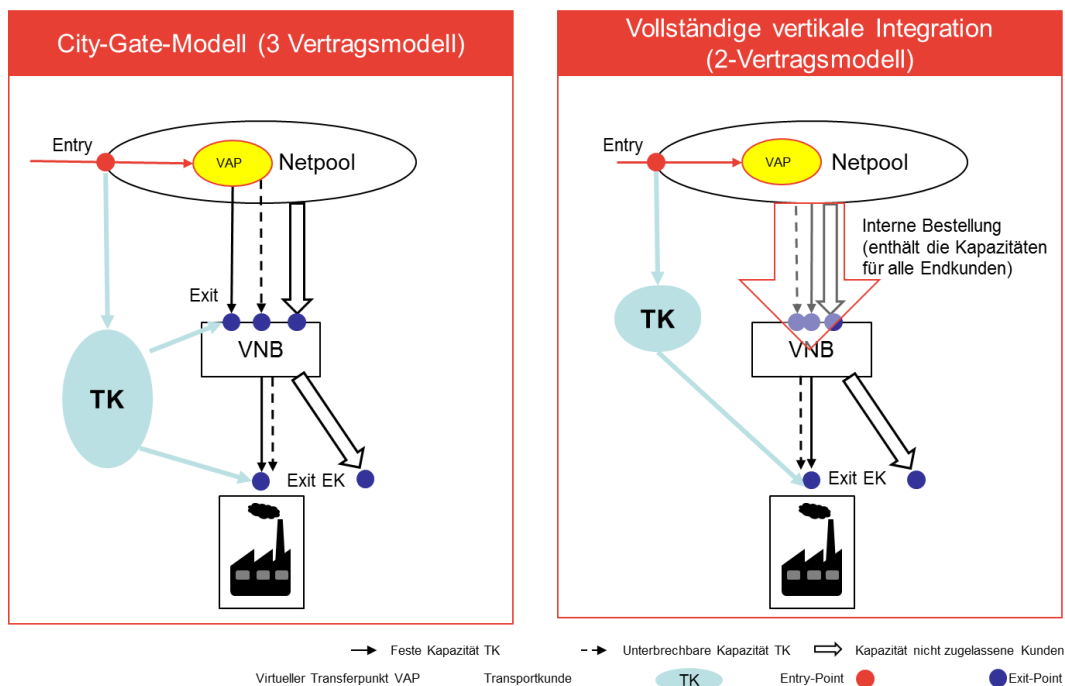 City-Gate-Modell (3 Vertragsmodell)
Entry
VAP
Netpool
Exit
VNB
TK
Exit EK
Vollständige vertikale Integration
(2-Vertragsmodell)
Entry
VAP
Netpool
Interne Bestellung
(enthält die Kapazitäten
für alle Endkunden)
TK
VNB
Exit EK
Feste Kapazität TK
Unterbrechbare Kapazität TK
Kapazität nicht zugelassene Kunden
Virtueller Transferpunkt VAP
Transportkunde
TK
Entry-Point
Exit-Point